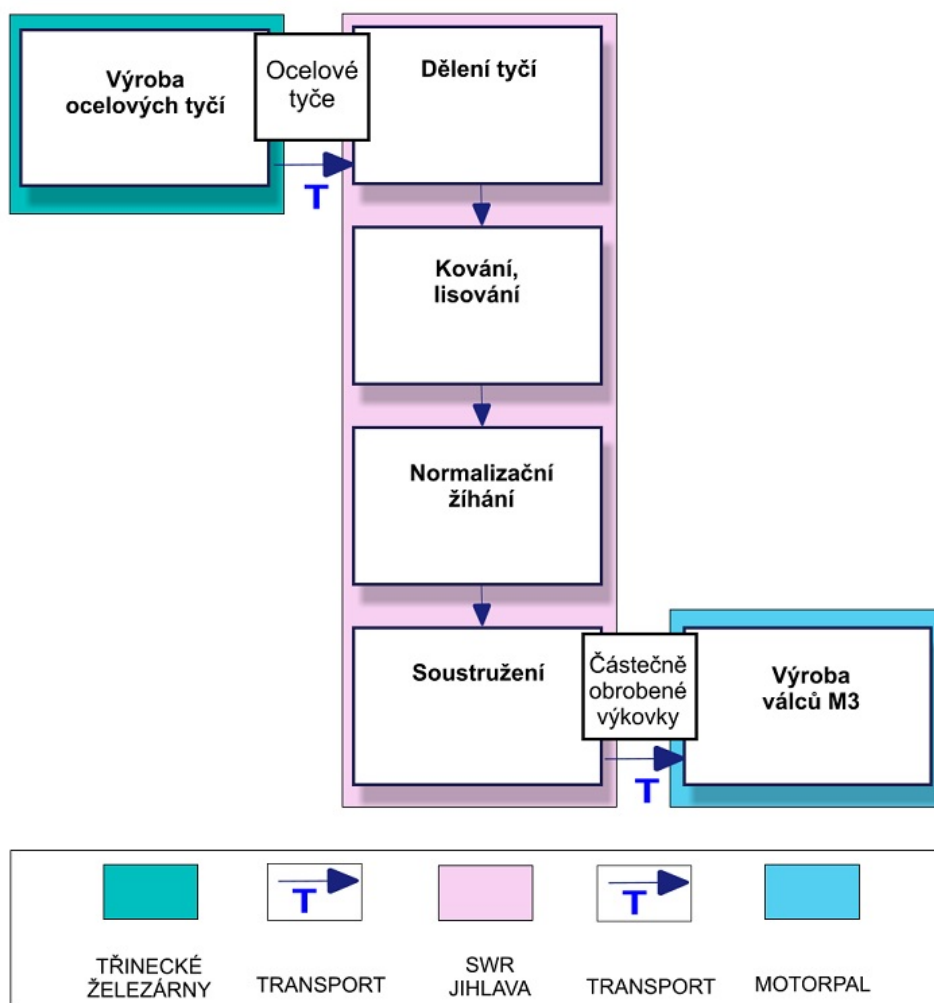 Výroba
ocelových tyčí
Ocelové
tyče
T
Dělení tyčí
Kování,
lisování
Normalizační
žíhání
Soustružení
Částečně
obrobené
výkovky
T
Výroba
válců M3
T
T
TŘINECKÉ
ŽELEZÁRNY
TRANSPORT
SWR
JIHLAVA
TRANSPORT
MOTORPAL